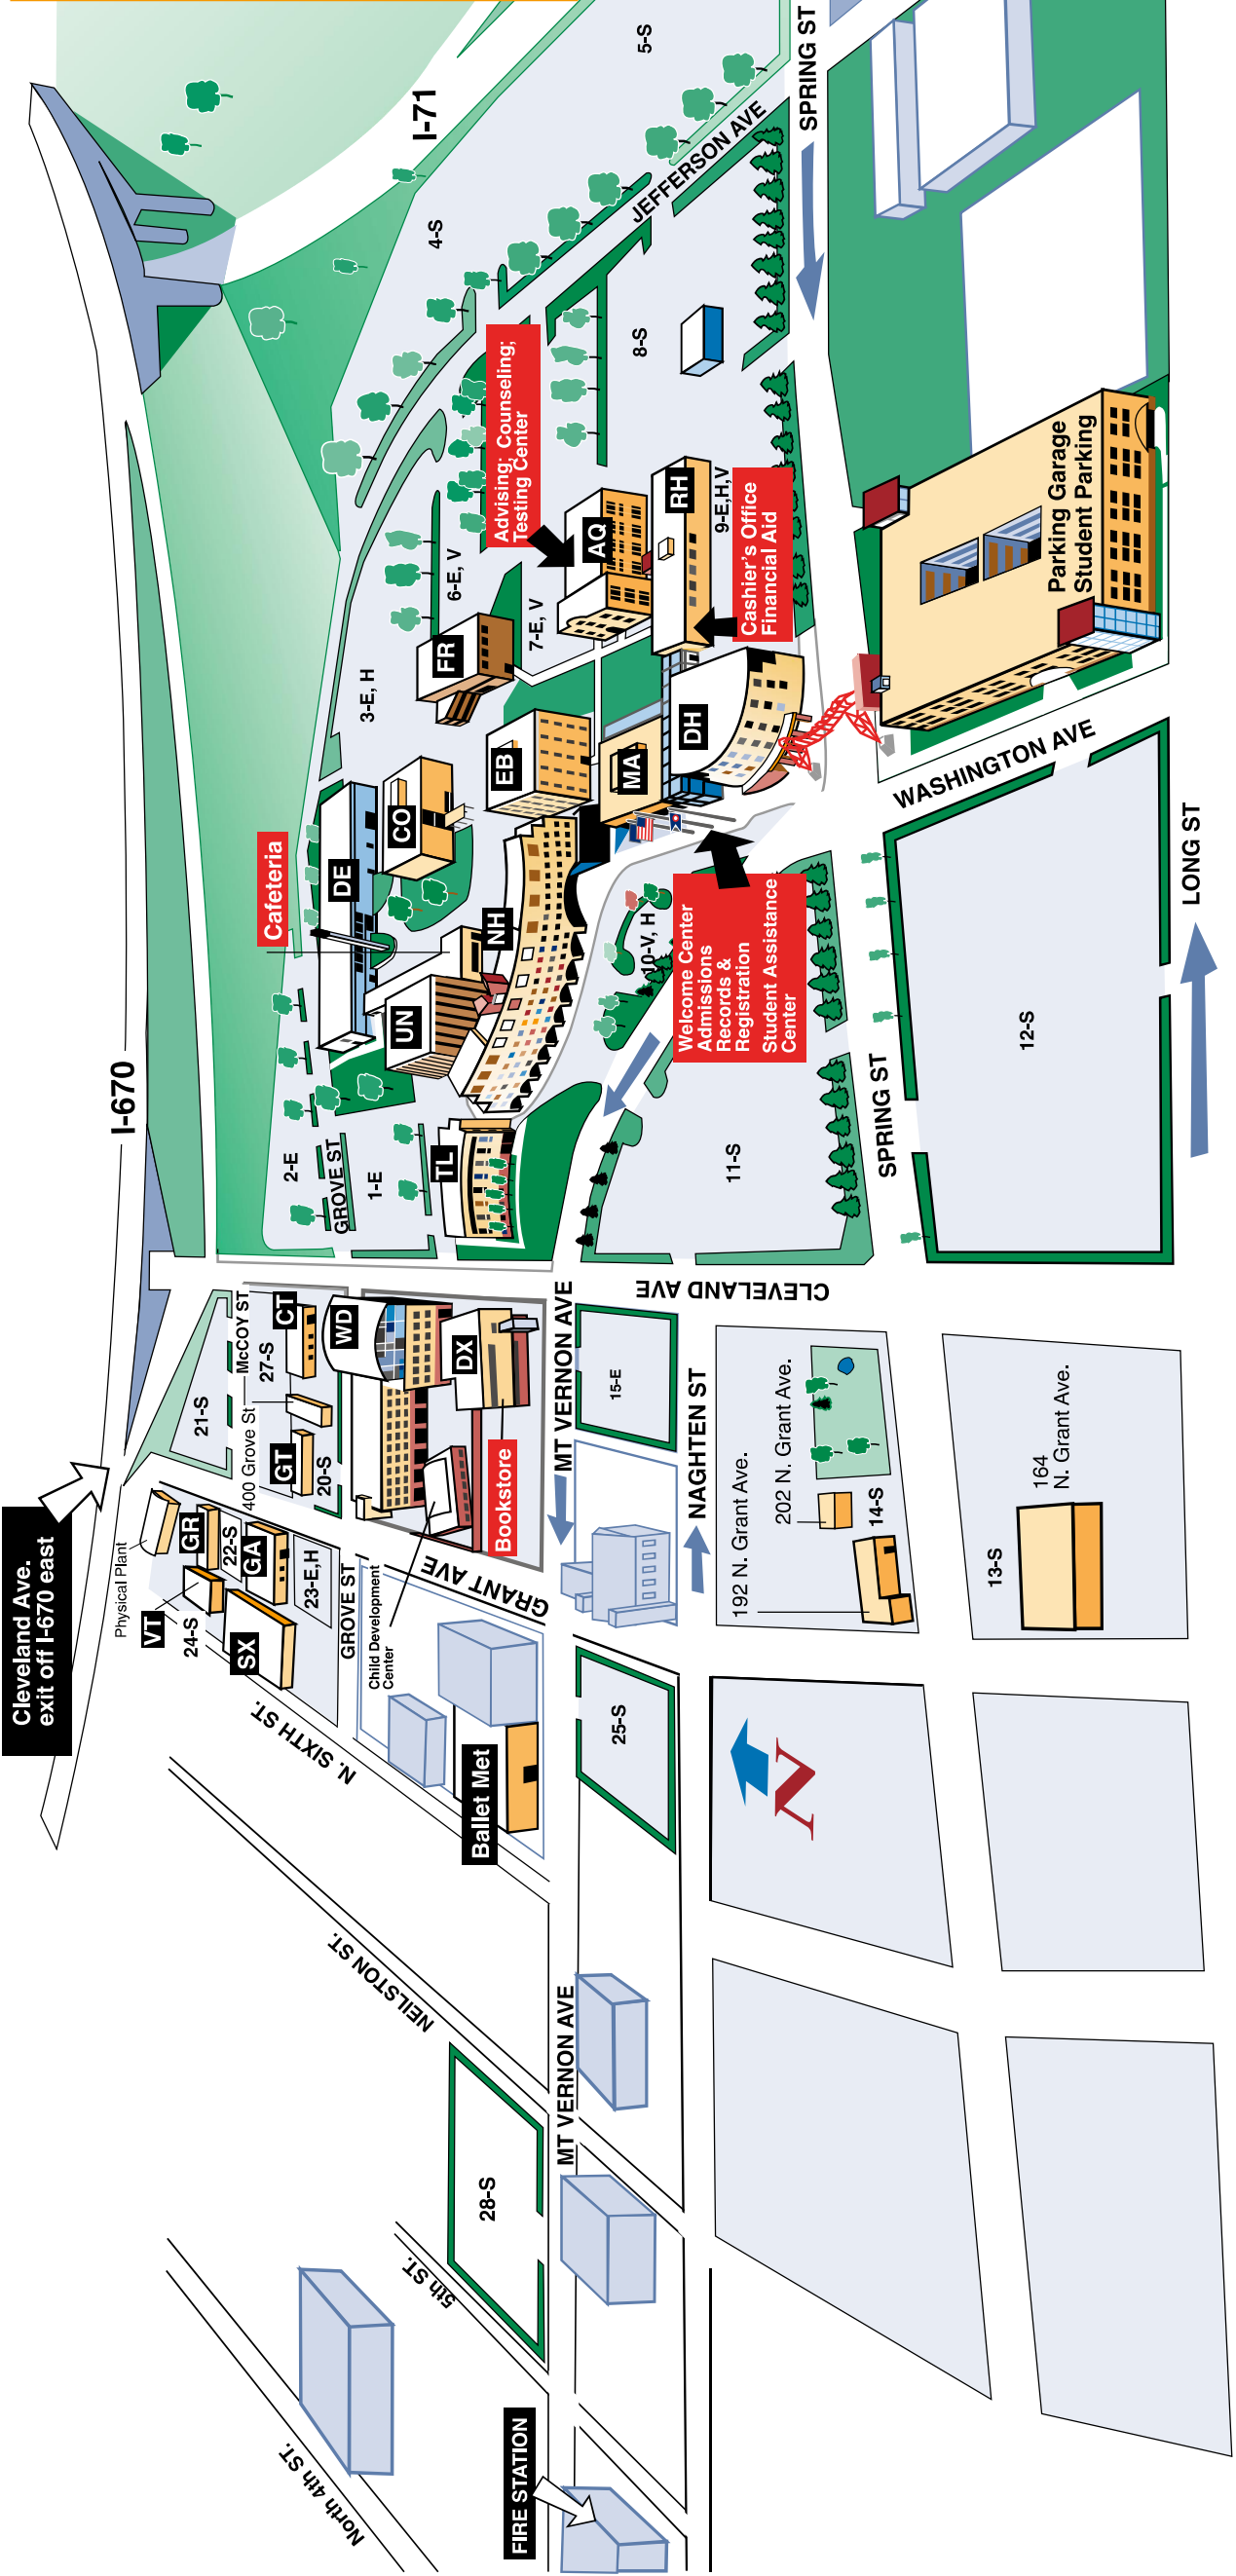 Cleveland Ave.
exit off I-670 east
I-670
I-71
Physical Plant
VT
24-S
GR
22-S
GA
SX
23-E,H
GROVE ST
N. SIXTH ST.
21-S
McCOY ST
400 Grove St
27-S
CT
GT
20-S
WD
DX
Bookstore
Child Development
Center
GRANT AVE
Ballet Met
NEILSTON ST.
North 4th ST.
5th ST.
28-S
FIRE STATION
MT VERNON AVE
MT VERNON AVE
25-S
15-E
NAGHTEN ST
CLEVELAND AVE
192 N. Grant Ave.
202 N. Grant Ave.
14-S
13-S
164
N. Grant Ave.
N
2-E
GROVE ST
1-E
TL
Cafeteria
DE
UN
NH
CO
EB
MA
DH
3-E, H
FR
6-E, V
7-E, V
4-S
5-S
8-S
Advising; Counseling;
Testing Center
AQ
RH
9-E,H,V
Cashier's Office
Financial Aid
JEFFERSON AVE
SPRING ST
10-V, H
Welcome Center
Admissions
Records &
Registration
Student Assistance
Center
11-S
SPRING ST
12-S
WASHINGTON AVE
LONG ST
Parking Garage
Student Parking